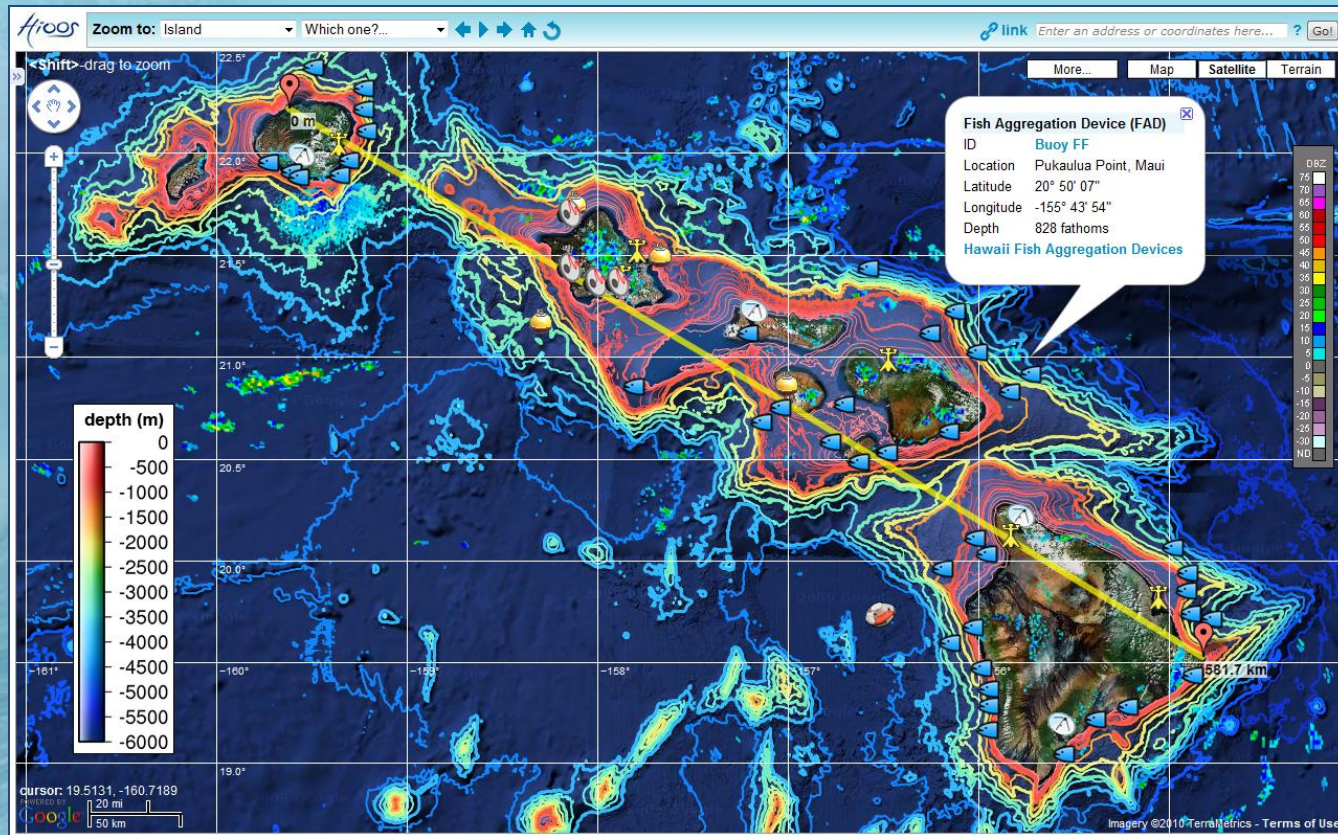 Hioos
Zoom to: Island Which one?... link Enter an address or coordinates here... ? Go!
<Shift>-drag to zoom
22.5°
More... Map Satellite Terrain
»
0 m
Fish Aggregation Device (FAD)
ID Buoy FF
Location Pukaulua Point, Maui
Latitude 20° 50' 07"
Longitude -155° 43' 54"
Depth 828 fathoms
Hawaii Fish Aggregation Devices
22.0°
21.5°
21.0°
20.5°
20.0°
19.0°
DBZ
75
70
65
60
55
50
45
40
35
30
25
20
15
10
5
0
-5
-10
-15
-20
-25
-30
ND
depth (m)
0
-500
-1000
-1500
-2000
-2500
-3000
-3500
-4000
-4500
-5000
-5500
-6000
-161° -160° -159° -158° -157°
581.7 km
cursor: 19.5131, -160.7189
POWERED BY
Google
20 mi
50 km
Imagery ©2010 TerraMetrics - Terms of Use